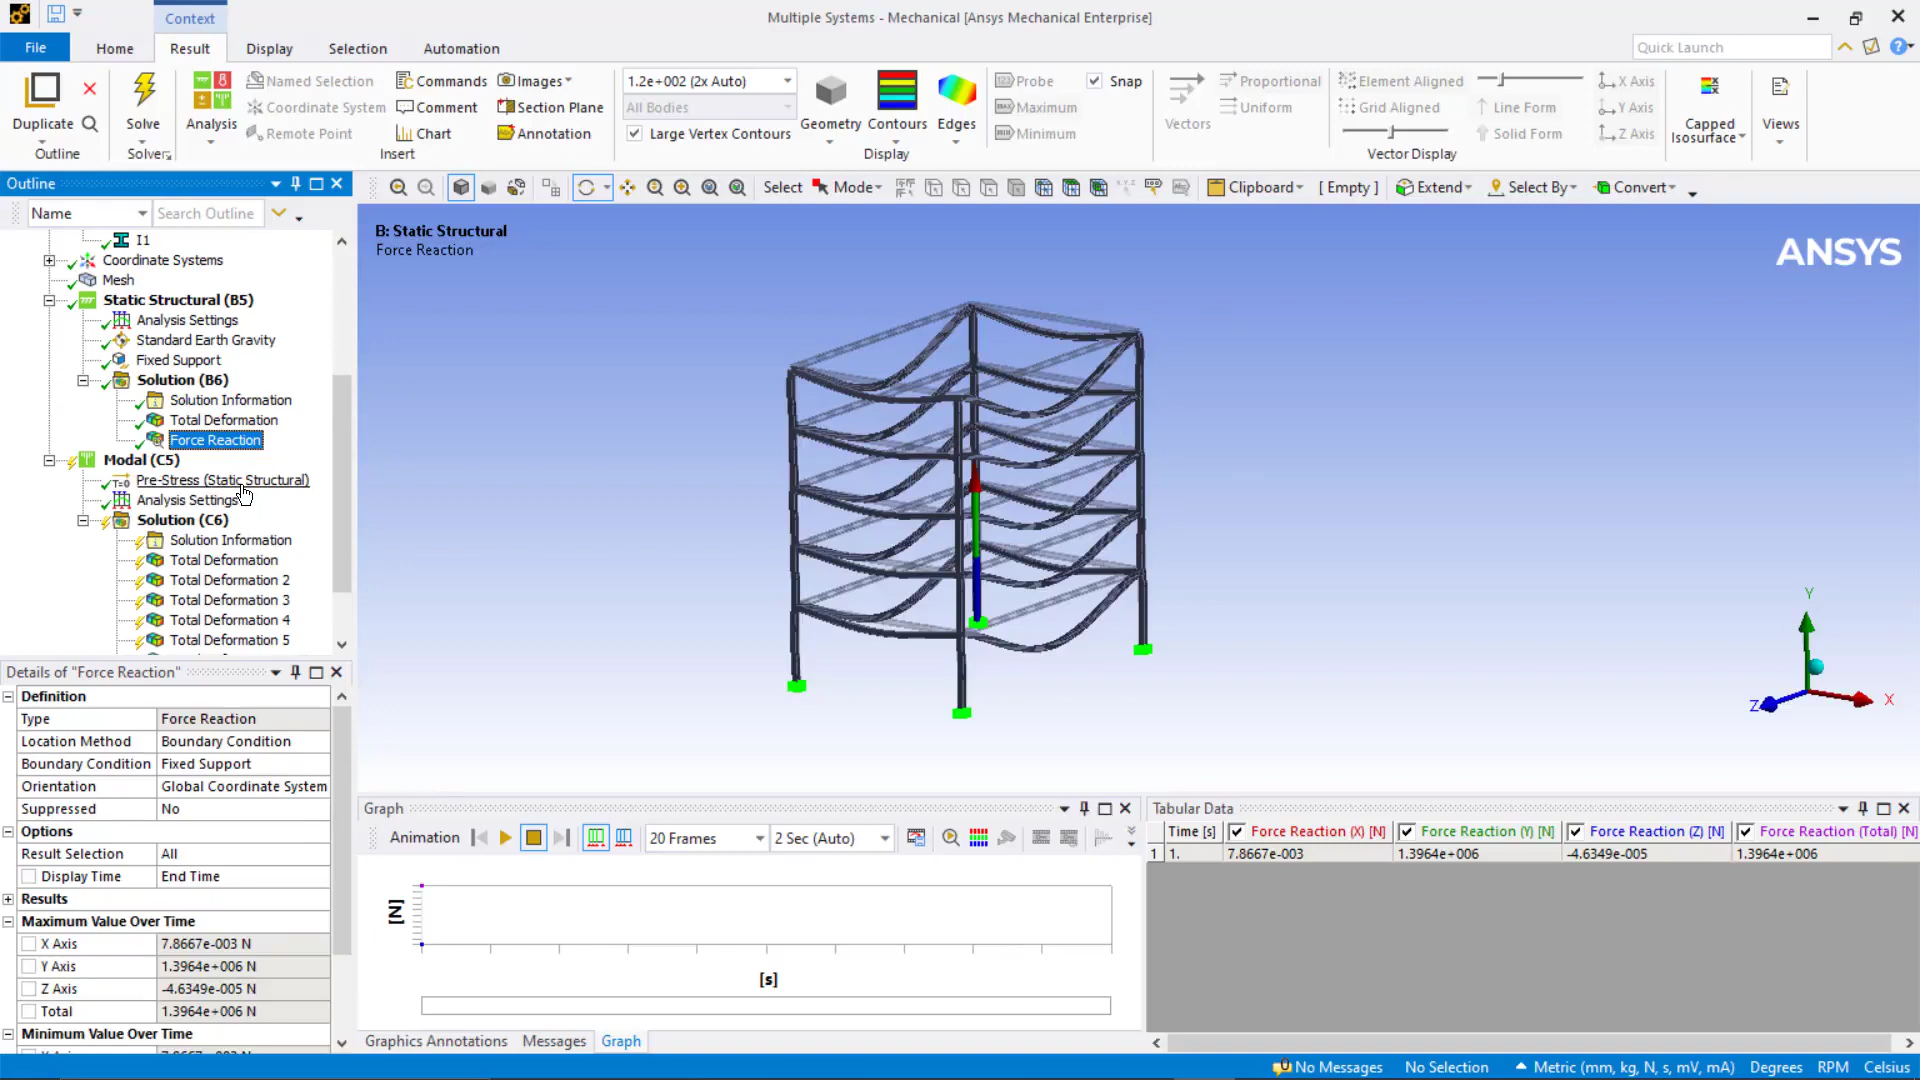 Context
Multiple Systems - Mechanical [Ansys Mechanical Enterprise]
File Home Result Display Selection Automation
Quick Launch
Duplicate
Outline
Solve
Solver
Analysis
Named Selection
Coordinate System
Remote Point
Commands
Comment
Chart
Images
Section Plane
Annotation
Insert
1.2e+002 (2x Auto)
All Bodies
Large Vertex Contours
Geometry
Contours
Edges
Display
Probe
Maximum
Minimum
Snap
Vectors
Proportional
Uniform
Element Aligned
Grid Aligned
Line Form
Solid Form
X Axis
Y Axis
Z Axis
Vector Display
Capped
Isosurface
Views
Outline
Select Mode Clipboard [ Empty ] Extend Select By Convert
Name Search Outline
I1
Coordinate Systems
Mesh
Static Structural (B5)
Analysis Settings
Standard Earth Gravity
Fixed Support
Solution (B6)
Solution Information
Total Deformation
Force Reaction
Modal (C5)
T=0 Pre-Stress (Static Structural)
Analysis Settings
Solution (C6)
Solution Information
Total Deformation
Total Deformation 2
Total Deformation 3
Total Deformation 4
Total Deformation 5
B: Static Structural
Force Reaction
ANSYS
Y
Z
X
Details of "Force Reaction"
Definition
Type Force Reaction
Location Method Boundary Condition
Boundary Condition Fixed Support
Orientation Global Coordinate System
Suppressed No
Options
Result Selection All
Display Time End Time
Results
Maximum Value Over Time
X Axis 7.8667e-003 N
Y Axis 1.3964e+006 N
Z Axis -4.6349e-005 N
Total 1.3964e+006 N
Minimum Value Over Time
Graph
Animation 20 Frames 2 Sec (Auto)
[N]
[s]
Graphics Annotations Messages Graph
Tabular Data
Time [s] Force Reaction (X) [N] Force Reaction (Y) [N] Force Reaction (Z) [N] Force Reaction (Total) [N]
1 1. 7.8667e-003 1.3964e+006 -4.6349e-005 1.3964e+006
No Messages No Selection Metric (mm, kg, N, s, mV, mA) Degrees RPM Celsius